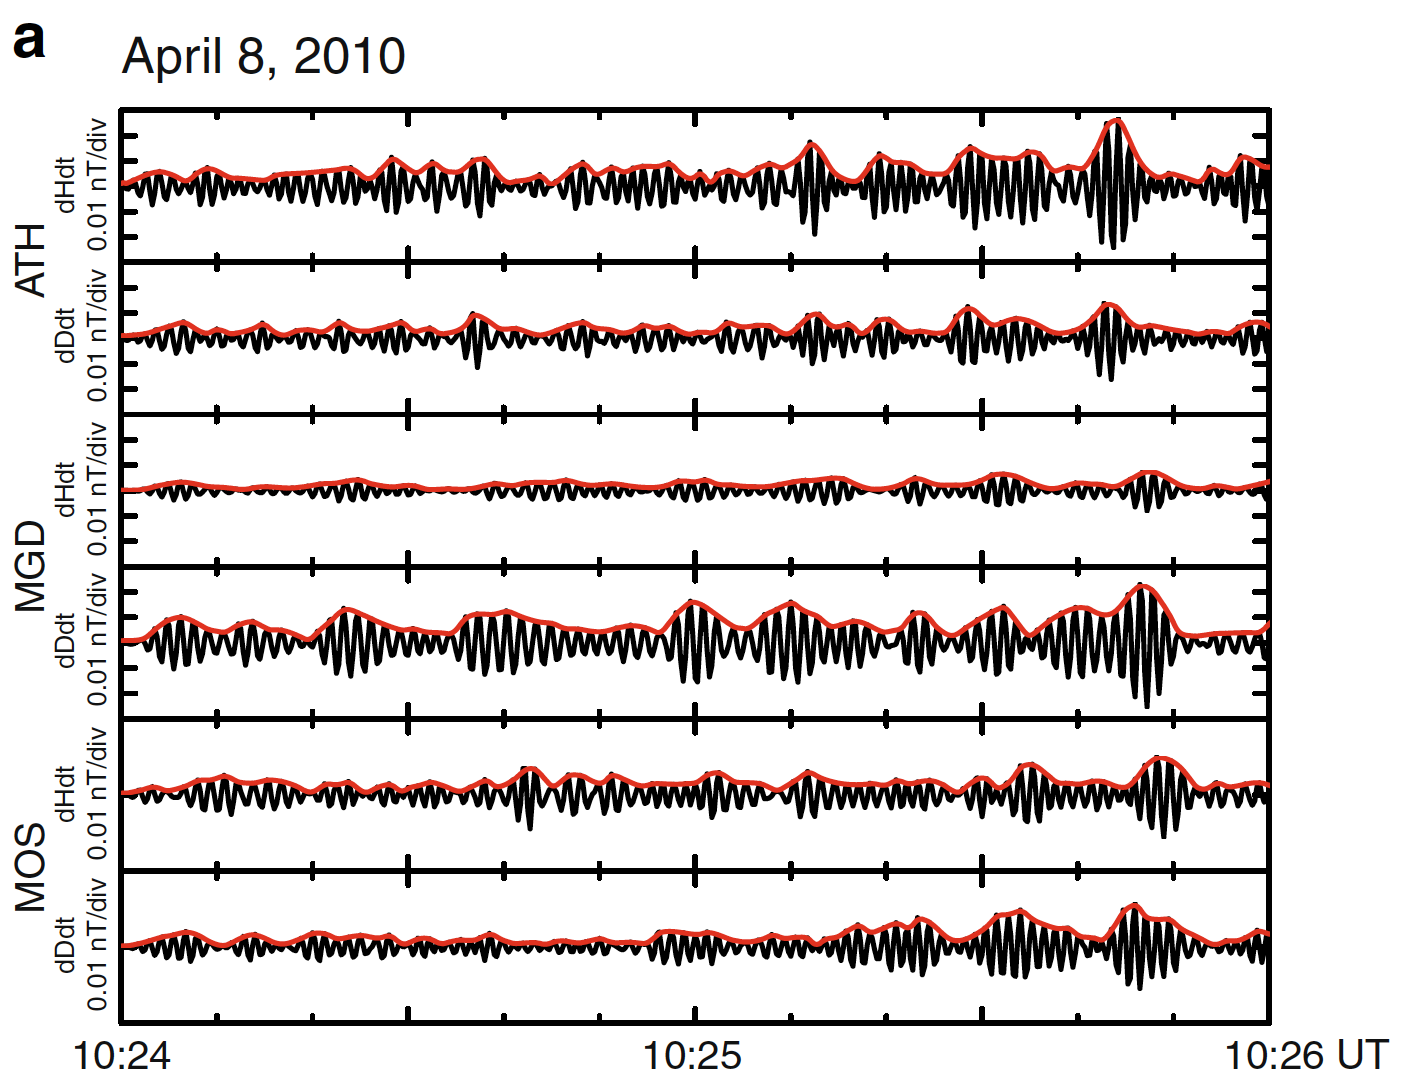 a
April 8, 2010
ATH
dHdt
0.01 nT/div
dDdt
0.01 nT/div
MGD
dHdt
0.01 nT/div
dDdt
0.01 nT/div
MOS
dHdt
0.01 nT/div
dDdt
0.01 nT/div
10:24 10:25 10:26 UT